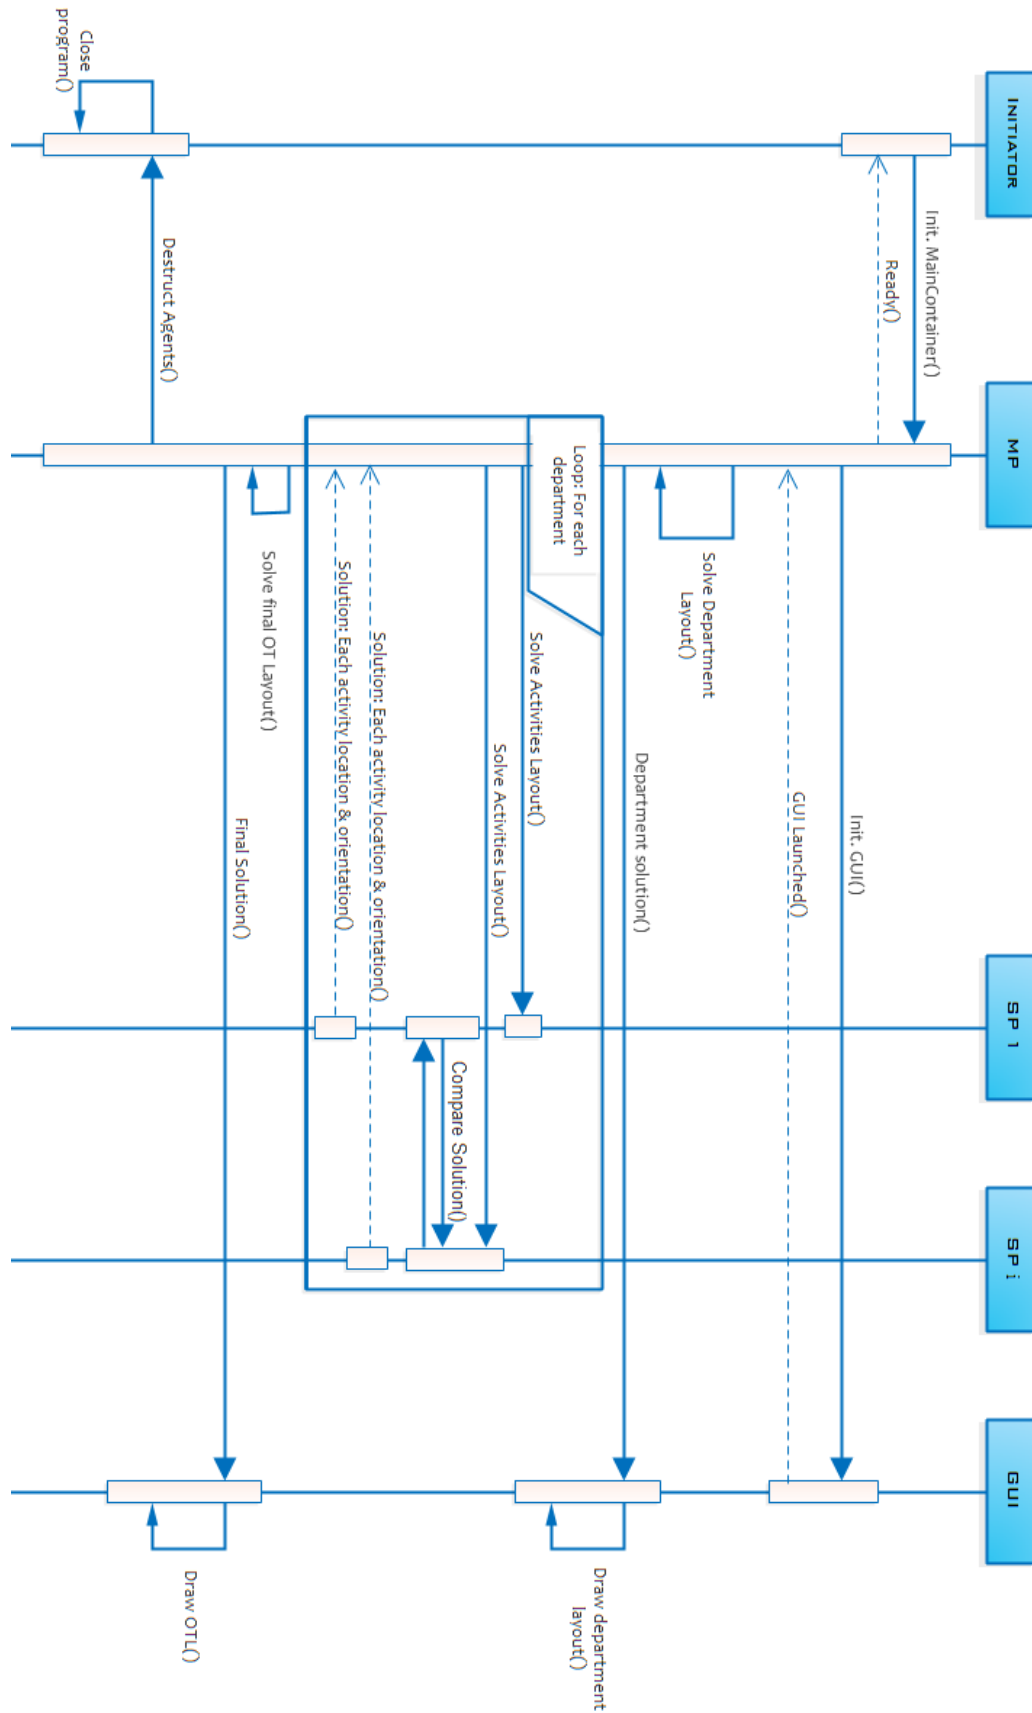 INITIATOR
MP
SP 1
SP i
GUI
Init. MainContainer()
Ready()
Init. GUI()
GUI Launched()
Solve Department
Layout()
Department solution()
Draw department
layout()
Loop: For each
department
Solve Activities Layout()
Solve Activities Layout()
Compare Solution()
Solution: Each activity location & orientation()
Solution: Each activity location & orientation()
Solve final OT Layout()
Final Solution()
Draw OTL()
Destruct Agents()
Close
program()